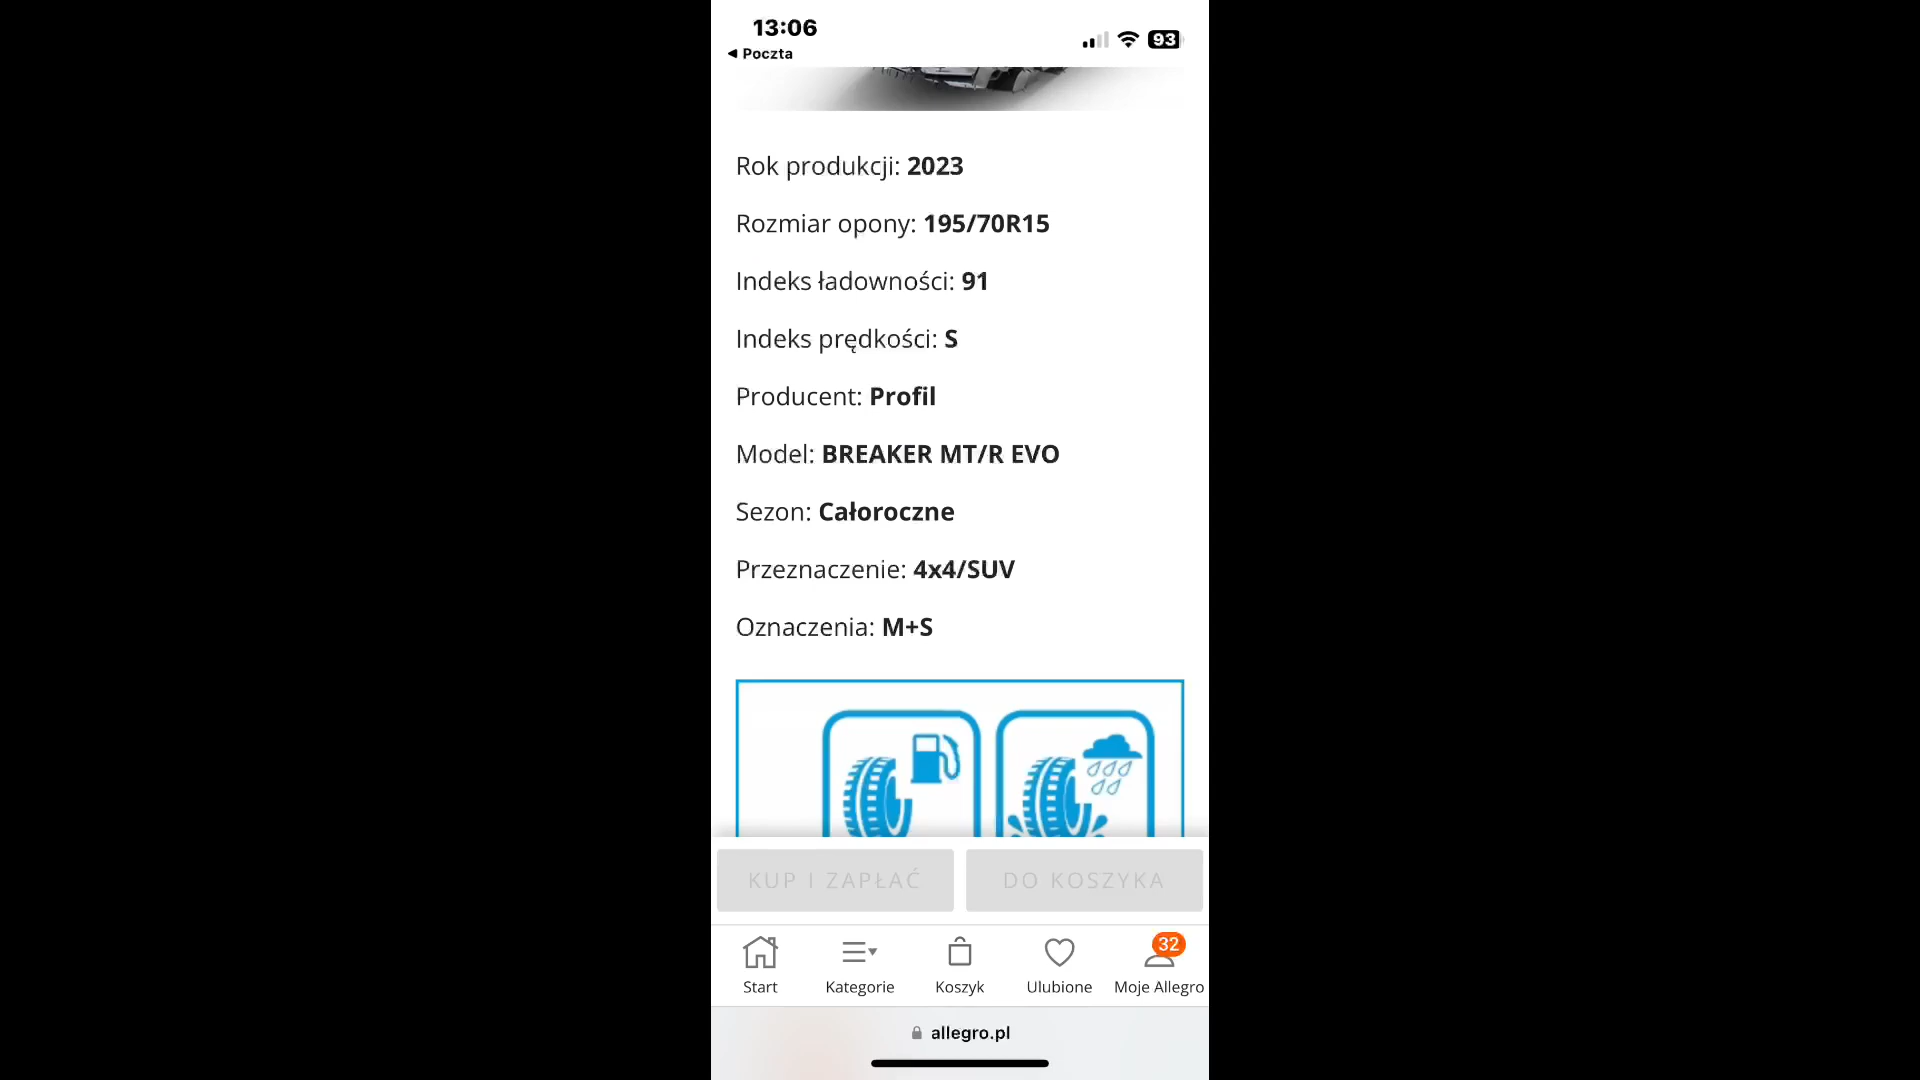 13:06
93
◀ Poczta
Rok produkcji: 2023
Rozmiar opony: 195/70R15
Indeks ładowności: 91
Indeks prędkości: S
Producent: Profil
Model: BREAKER MT/R EVO
Sezon: Całoroczne
Przeznaczenie: 4x4/SUV
Oznaczenia: M+S
KUP I ZAPŁAĆ
DO KOSZYKA
32
Start
Kategorie
Koszyk
Ulubione
Moje Allegro
allegro.pl